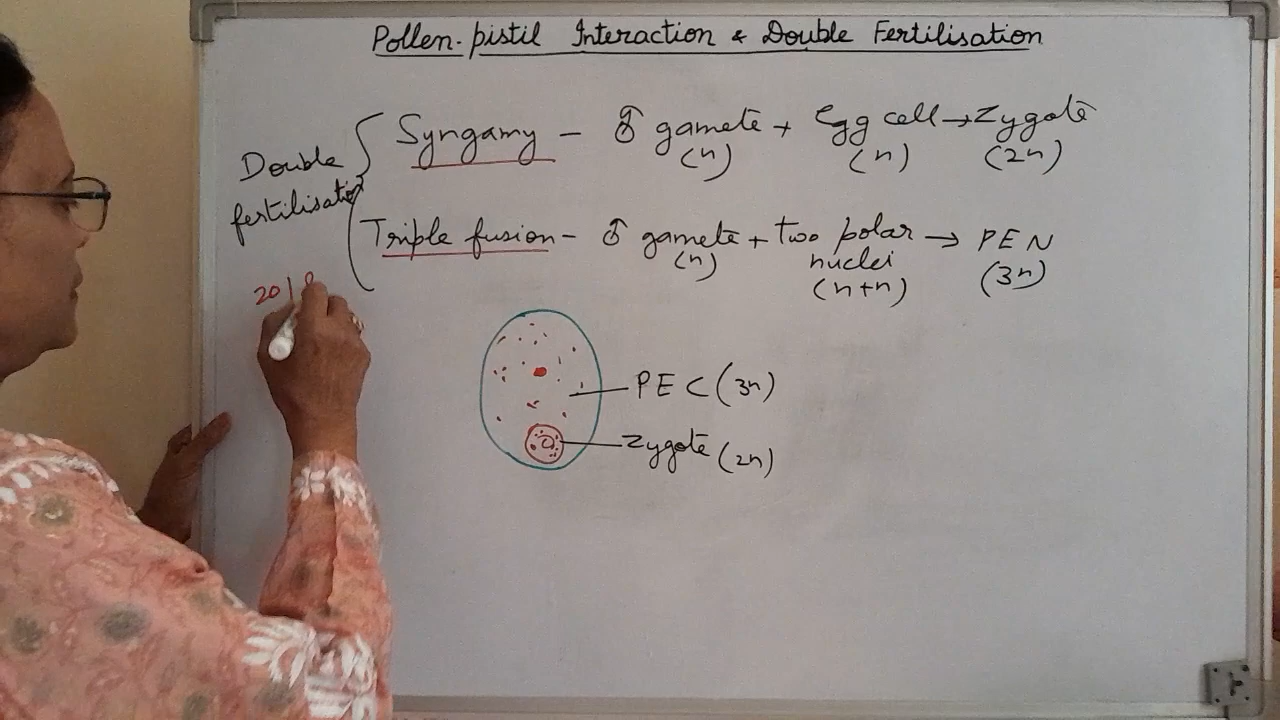 Pollen-pistil Interaction & Double Fertilisation
Double fertilisation
Syngamy - ♂ gamete + Egg cell → Zygote
(n) (n) (2n)
Triple fusion - ♂ gamete + two polar nuclei → PEN
(n) (n+n) (3n)
201
PEC (3n)
Zygote (2n)